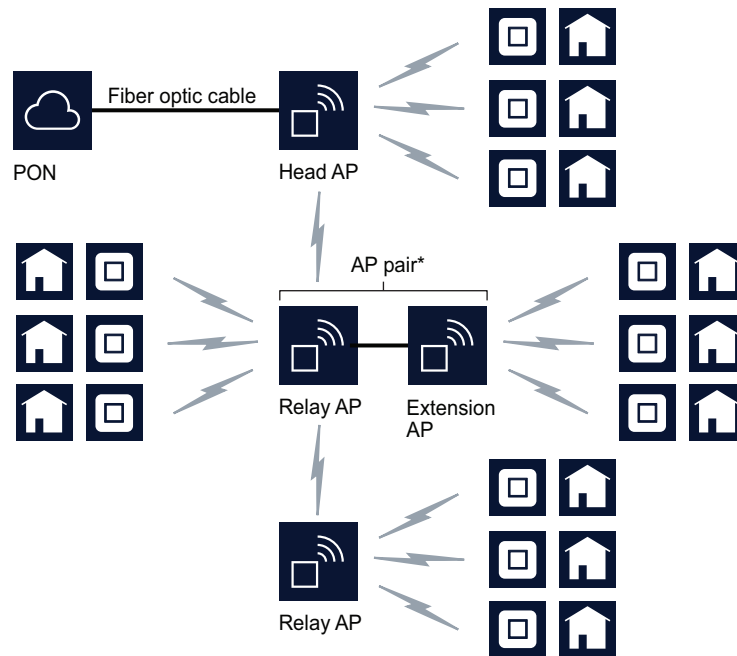 Fiber optic cable
PON
Head AP
AP pair*
Relay AP
Extension
AP
Relay AP